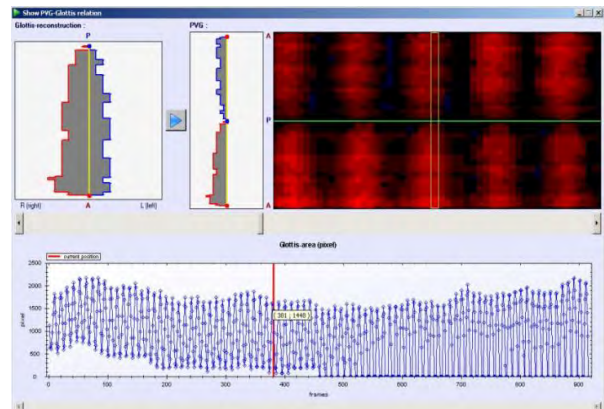 Show PVG-Glottis relation
Glottis-reconstruction :
PVG :
P
A
R (right)
A
L (left)
P
A
Glottis-area (pixel)
current position
2500
2000
1500
1000
500
0
pixel
381 ; 1440
0
100
200
300
400
500
600
700
800
900
frames